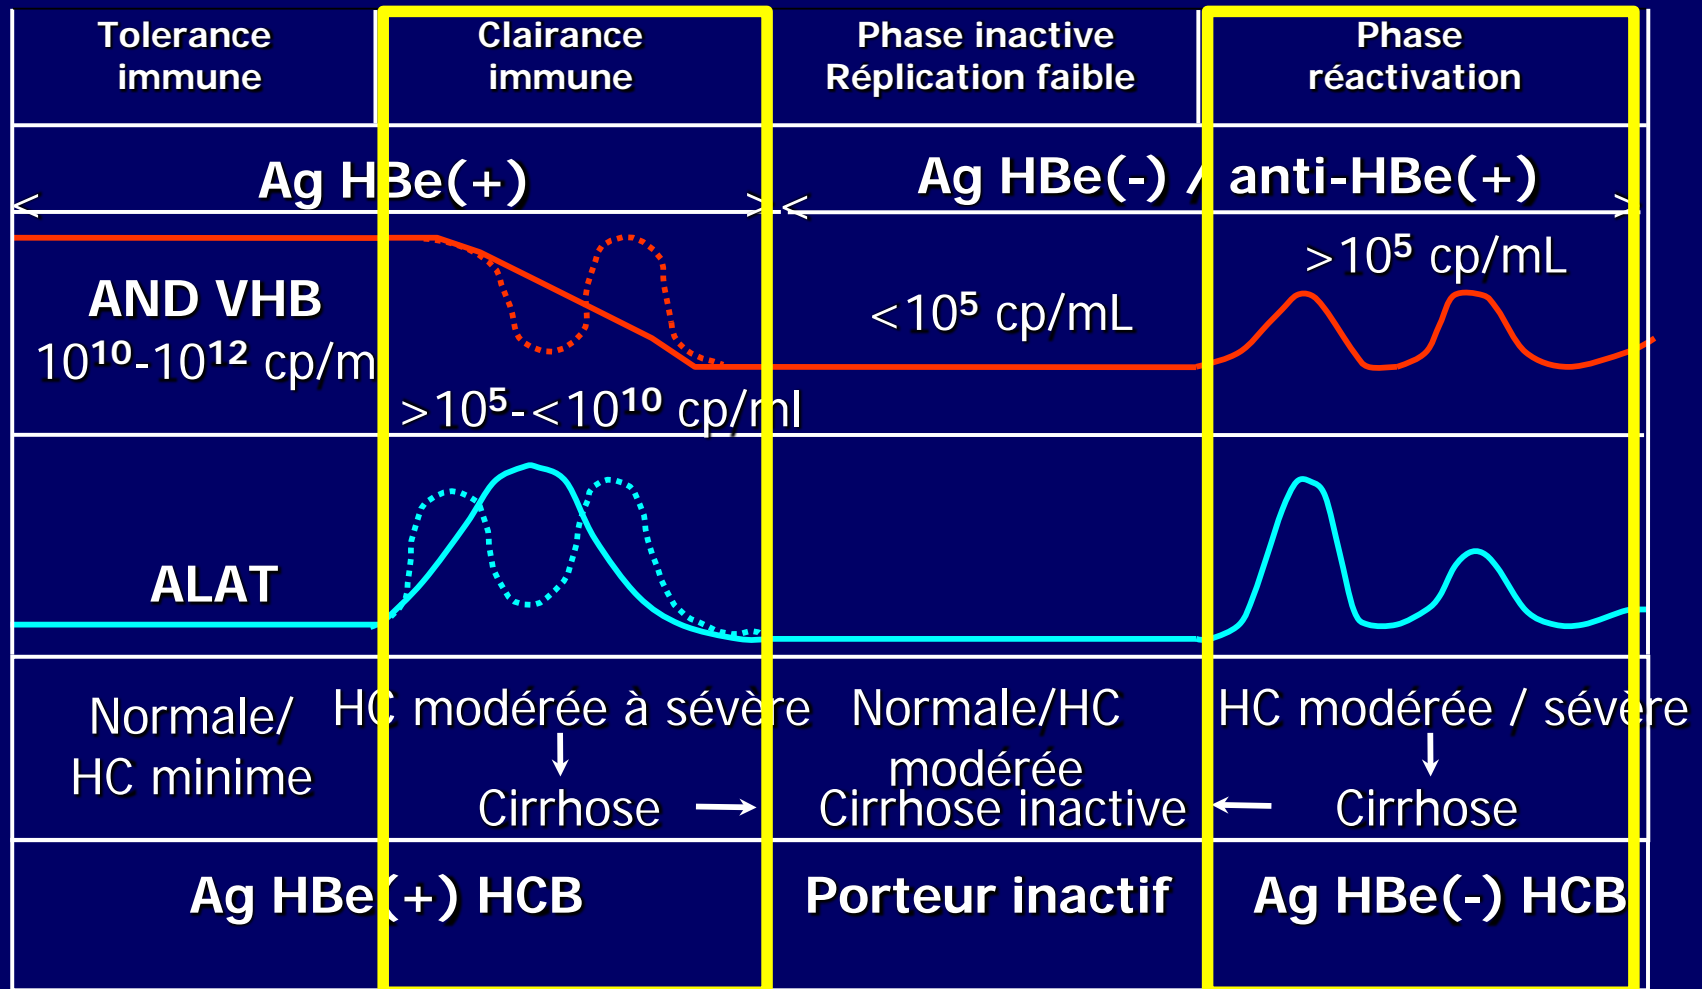 Tolerance
immune
Clairance
immune
Phase inactive
Réplication faible
Phase
réactivation
Ag HBe(+)
Ag HBe(-) / anti-HBe(+)
AND VHB
10¹⁰-10¹² cp/m
>10⁵-<10¹⁰ cp/ml
<10⁵ cp/mL
>10⁵ cp/mL
ALAT
Normale/
HC minime
HC modérée à sévère
Cirrhose
Normale/HC
modérée
Cirrhose inactive
HC modérée / sévère
Cirrhose
Ag HBe(+) HCB
Porteur inactif
Ag HBe(-) HCB